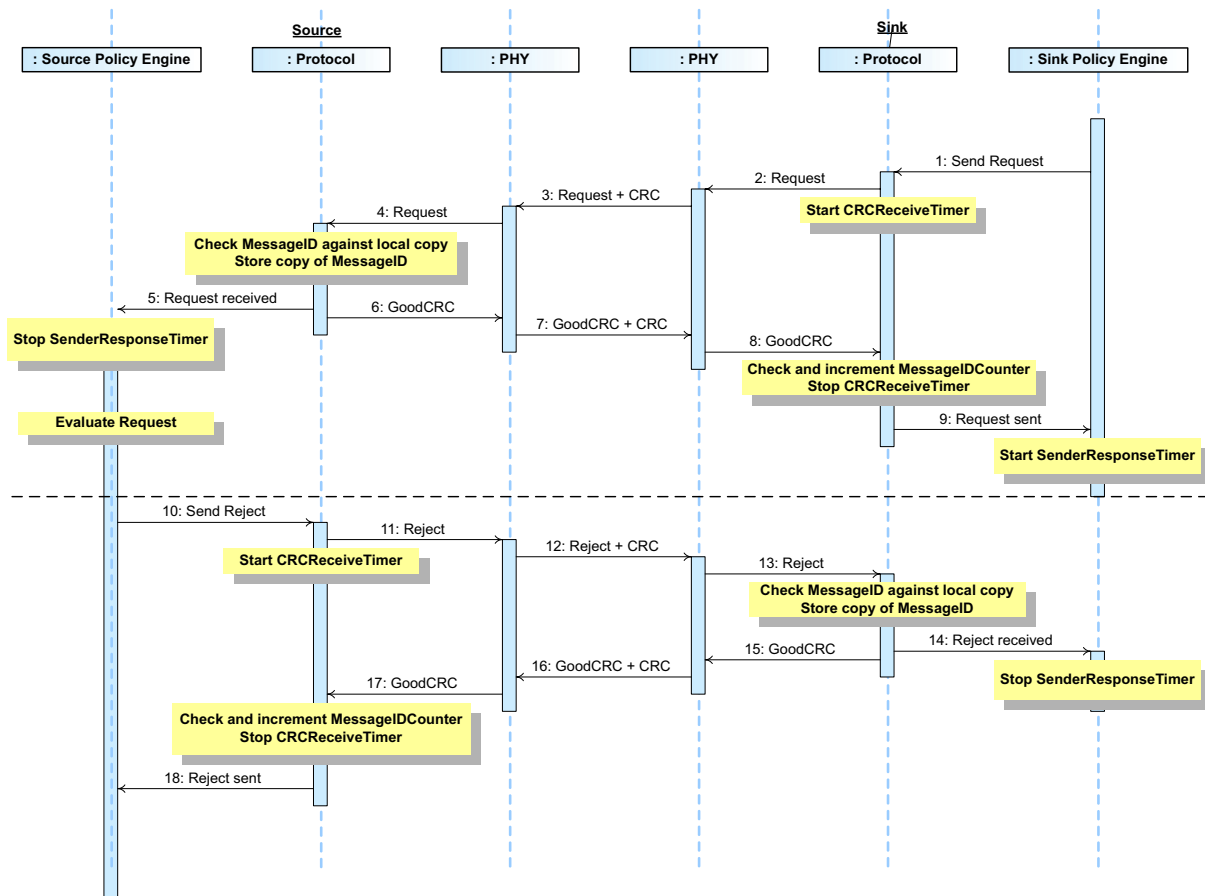 Source
Sink
: Source Policy Engine
: Protocol
: PHY
: PHY
: Protocol
: Sink Policy Engine
1: Send Request
2: Request
3: Request + CRC
Start CRCReceiveTimer
4: Request
Check MessageID against local copy
Store copy of MessageID
5: Request received
6: GoodCRC
7: GoodCRC + CRC
Stop SenderResponseTimer
8: GoodCRC
Check and increment MessageIDCounter
Stop CRCReceiveTimer
Evaluate Request
9: Request sent
Start SenderResponseTimer
10: Send Reject
11: Reject
12: Reject + CRC
Start CRCReceiveTimer
13: Reject
Check MessageID against local copy
Store copy of MessageID
14: Reject received
15: GoodCRC
16: GoodCRC + CRC
Stop SenderResponseTimer
17: GoodCRC
Check and increment MessageIDCounter
Stop CRCReceiveTimer
18: Reject sent